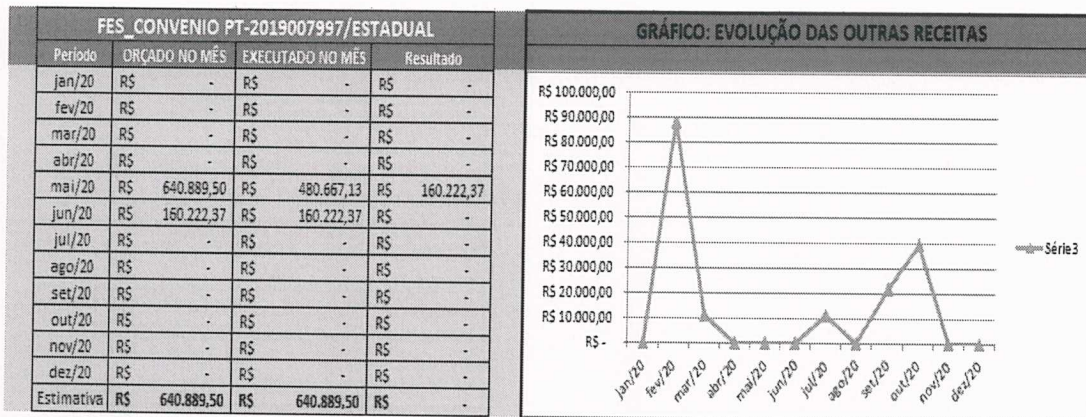 FES_CONVENIO PT-2019007997/ESTADUAL
Período ORÇADO NO MÊS EXECUTADO NO MÊS Resultado
jan/20 R$ - R$ - R$ -
fev/20 R$ - R$ - R$ -
mar/20 R$ - R$ - R$ -
abr/20 R$ - R$ - R$ -
mai/20 R$ 640.889,50 R$ 480.667,13 R$ 160.222,37
jun/20 R$ 160.222,37 R$ 160.222,37 R$ -
jul/20 R$ - R$ - R$ -
ago/20 R$ - R$ - R$ -
set/20 R$ - R$ - R$ -
out/20 R$ - R$ - R$ -
nov/20 R$ - R$ - R$ -
dez/20 R$ - R$ - R$ -
Estimativa R$ 640.889,50 R$ 640.889,50 R$ -
GRÁFICO: EVOLUÇÃO DAS OUTRAS RECEITAS
R$ 100.000,00
R$ 90.000,00
R$ 80.000,00
R$ 70.000,00
R$ 60.000,00
R$ 50.000,00
R$ 40.000,00
R$ 30.000,00
R$ 20.000,00
R$ 10.000,00
R$ -
Série3
jan/20 fev/20 mar/20 abr/20 mai/20 jun/20 jul/20 ago/20 set/20 out/20 nov/20 dez/20